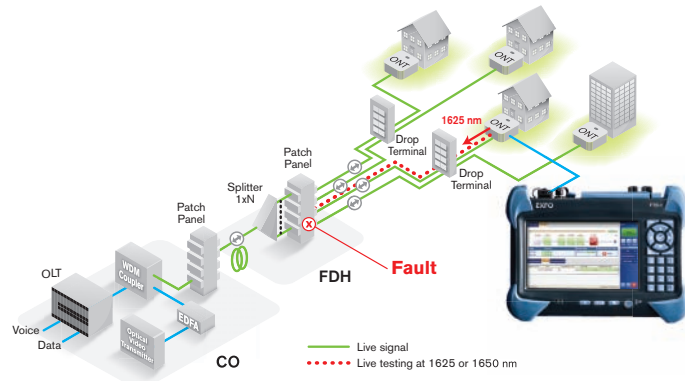 ONT
ONT
1625 nm
ONT
ONT
Drop
Terminal
Drop
Terminal
Patch
Panel
Splitter
1xN
Patch
Panel
EXFO
X
Fault
FDH
OLT
WDM
Coupler
EDFA
Optical
Video
Transmitter
Voice
Data
CO
Live signal
Live testing at 1625 or 1650 nm